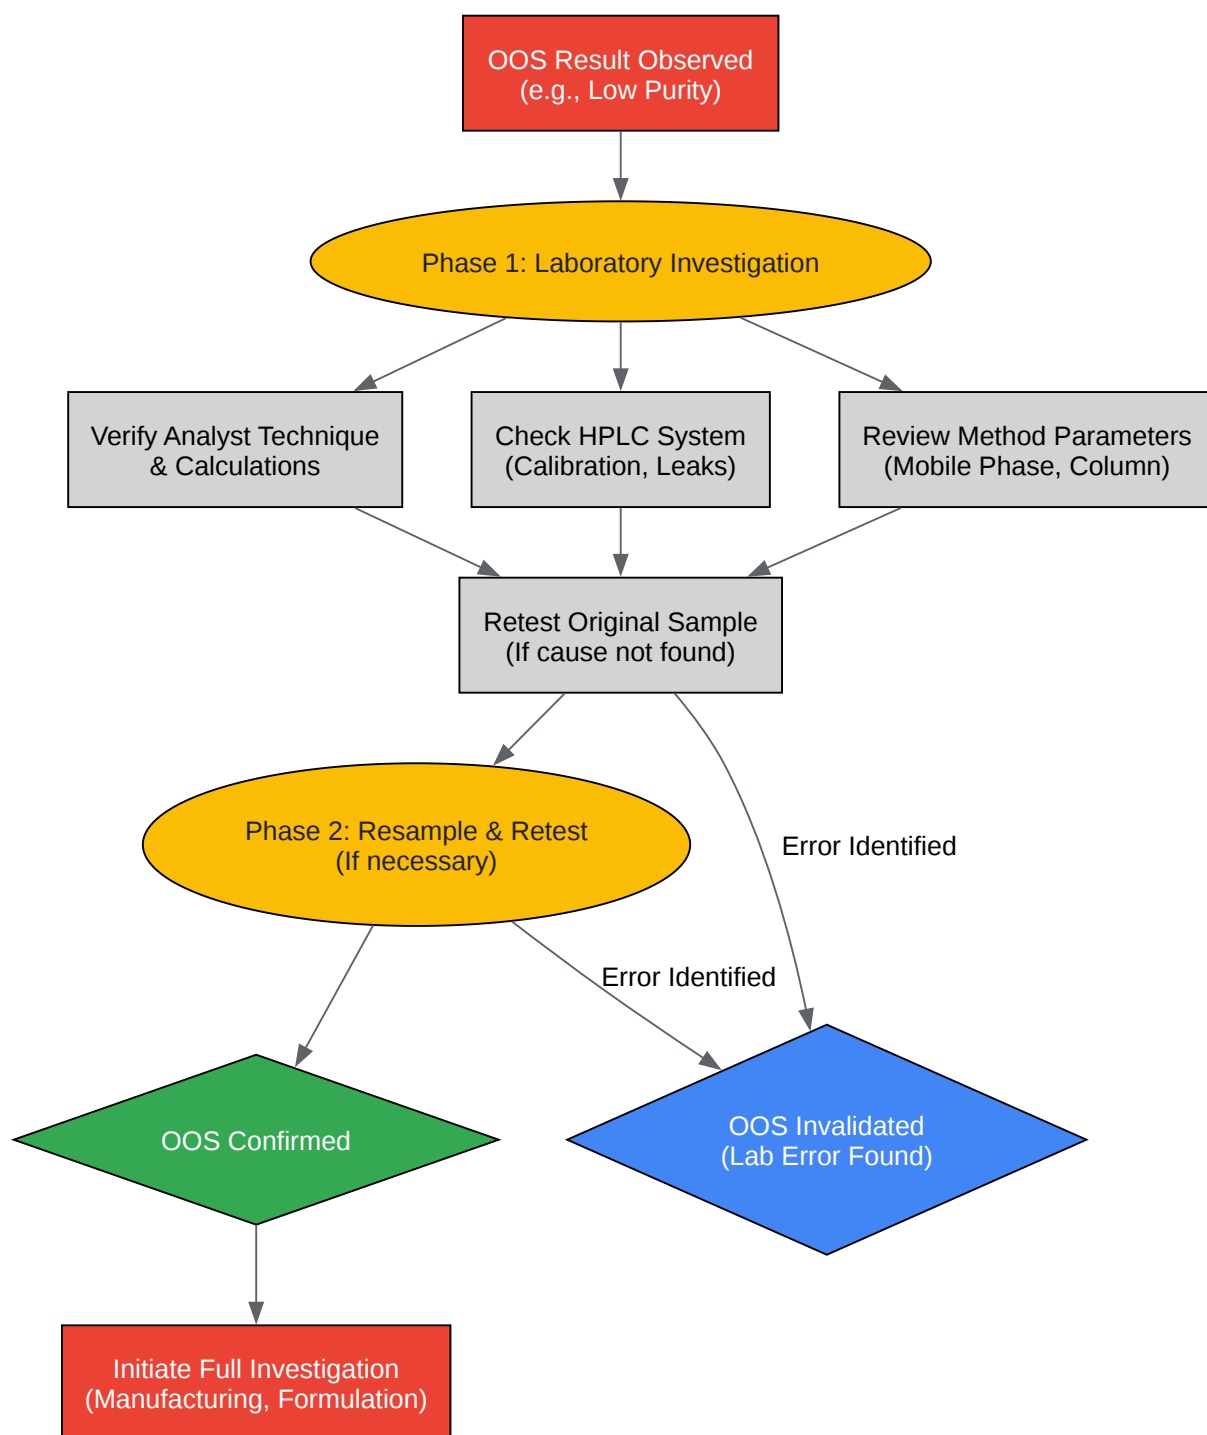 OOS Result Observed
(e.g., Low Purity)
Phase 1: Laboratory Investigation
Verify Analyst Technique
& Calculations
Check HPLC System
(Calibration, Leaks)
Review Method Parameters
(Mobile Phase, Column)
Retest Original Sample
(If cause not found)
Phase 2: Resample & Retest
(If necessary)
Error Identified
Error Identified
OOS Confirmed
OOS Invalidated
(Lab Error Found)
Initiate Full Investigation
(Manufacturing, Formulation)